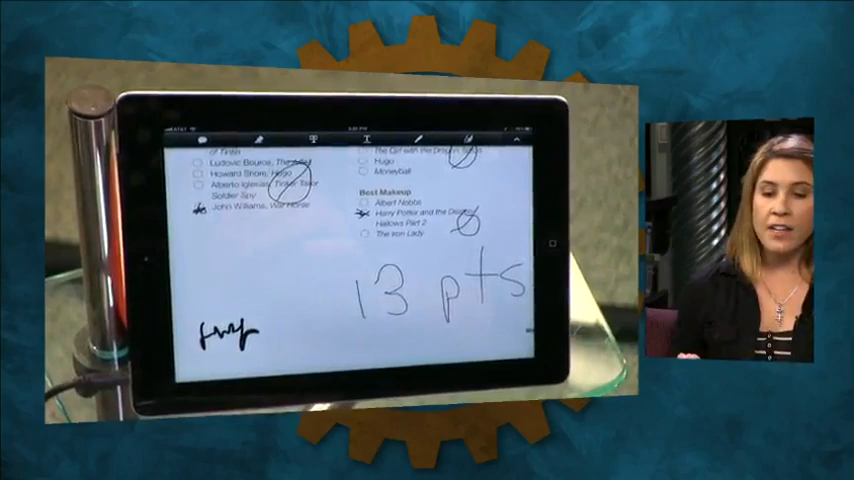 AT&T
of Tintin
Ludovic Bource, The Artist
Howard Shore, Hugo
Alberto Iglesias, Tinker Tailor
Soldier Spy
John Williams, War Horse
The Girl with the Dragon Tattoo
Hugo
Moneyball
Best Makeup
Albert Nobbs
Harry Potter and the Deathly
Hallows Part 2
The Iron Lady
13 pts